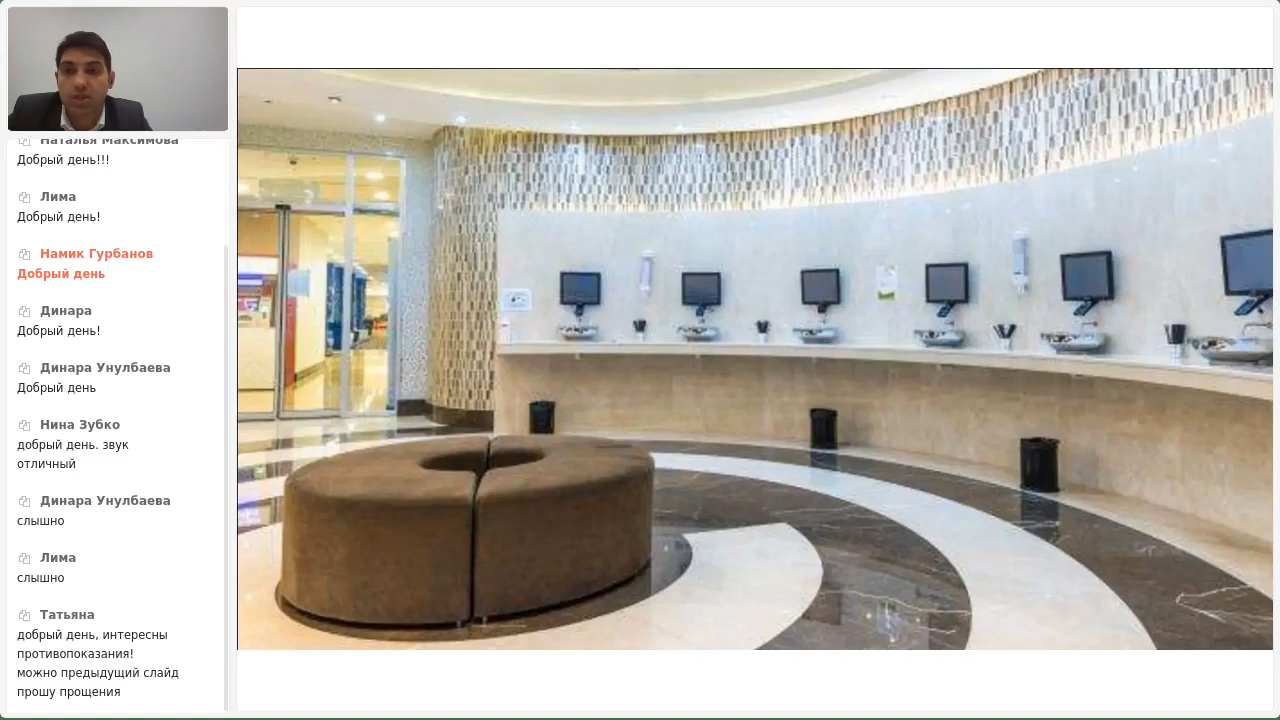 Наталья Максимова
Добрый день!!!
Лима
Добрый день!
Намик Гурбанов
Добрый день
Динара
Добрый день!
Динара Унулбаева
Добрый день
Нина Зубко
добрый день. звук
отличный
Динара Унулбаева
слышно
Лима
слышно
Татьяна
добрый день, интересны
противопоказания!
можно предыдущий слайд
прошу прощения